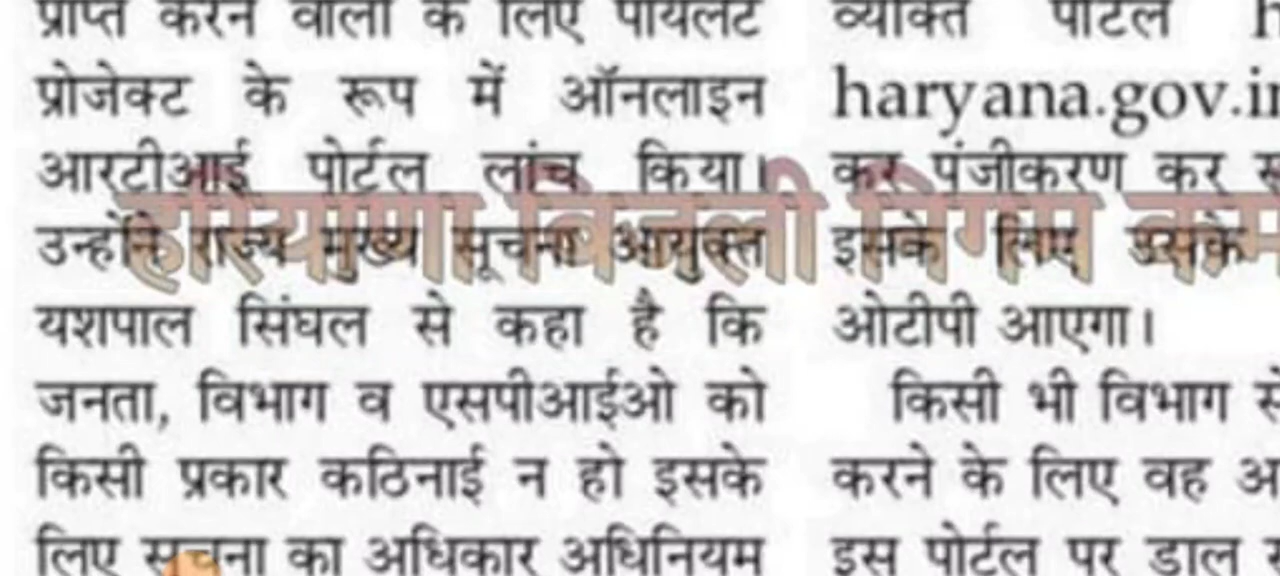 प्राप्त करने वालों के लिए पायलट
प्रोजेक्ट के रूप में ऑनलाइन
आरटीआई पोर्टल लांच किया।
उन्होंने राज्य मुख्य सूचना आयुक्त
यशपाल सिंघल से कहा है कि
जनता, विभाग व एसपीआईओ को
किसी प्रकार कठिनाई न हो इसके
लिए सूचना का अधिकार अधिनियम
व्यक्ति पोर्टल h
haryana.gov.in
कर पंजीकरण कर
इसके लिए उसके
ओटीपी आएगा।
किसी भी विभाग से
करने के लिए वह
इस पोर्टल पर डाल
हरियाणा बिजली निगम